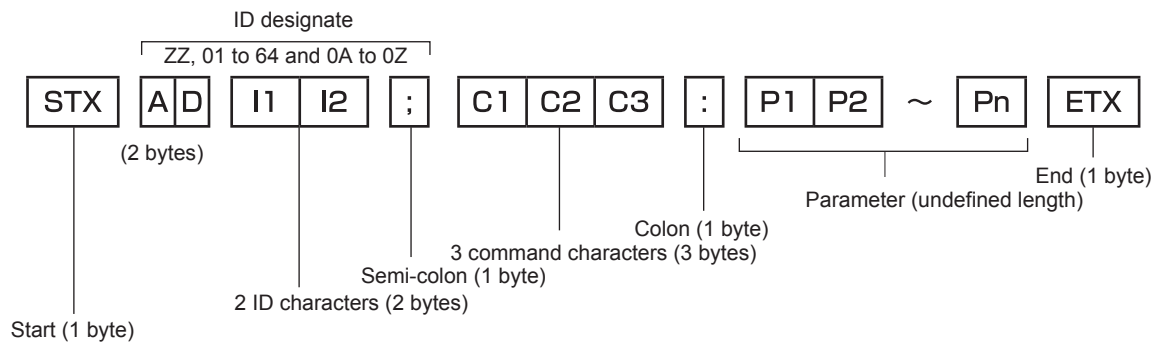 ID designate
ZZ, 01 to 64 and 0A to 0Z
STX A D I1 I2 ; C1 C2 C3 : P1 P2 ～ Pn ETX
(2 bytes)
End (1 byte)
Parameter (undefined length)
Colon (1 byte)
3 command characters (3 bytes)
Semi-colon (1 byte)
2 ID characters (2 bytes)
Start (1 byte)